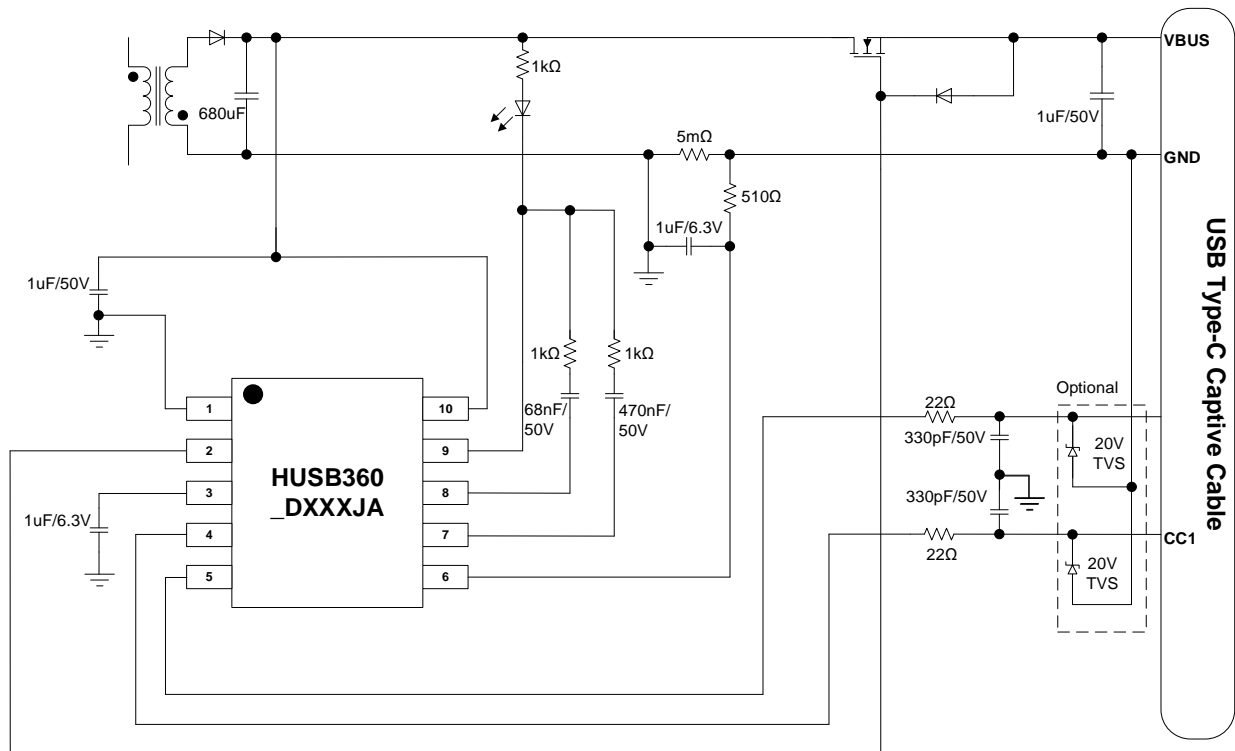 VBUS
1kΩ
680uF
1uF/50V
5mΩ
GND
510Ω
1uF/6.3V
1uF/50V
USB Type-C Captive Cable
1kΩ
1kΩ
68nF/
50V
470nF/
50V
Optional
1
10
22Ω
330pF/50V
20V
TVS
2
9
HUSB360
_DXXXJA
3
8
330pF/50V
1uF/6.3V
4
7
22Ω
CC1
5
6
20V
TVS